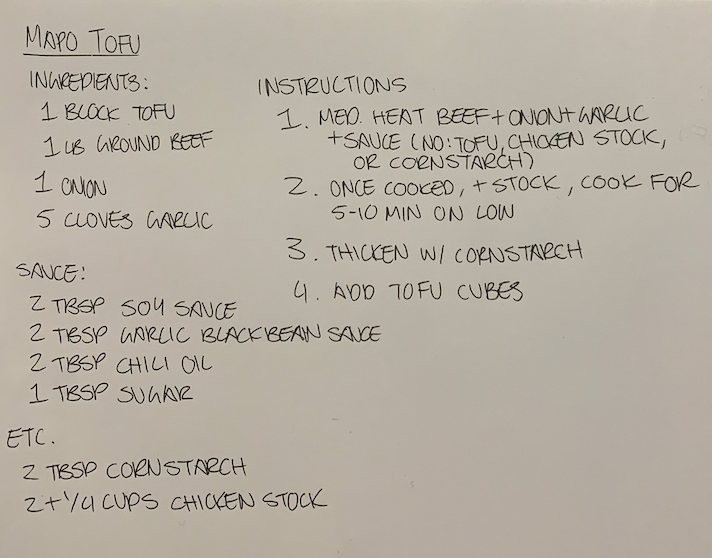 MAPO TOFU
INGREDIENTS:
1 BLOCK TOFU
1 LB GROUND BEEF
1 ONION
5 CLOVES GARLIC
SAUCE:
2 TBSP SOY SAUCE
2 TBSP GARLIC BLACKBEAN SAUCE
2 TBSP CHILI OIL
1 TBSP SUGAR
ETC.
2 TBSP CORNSTARCH
2 + 1/4 CUPS CHICKEN STOCK
INSTRUCTIONS
1. MED. HEAT BEEF + ONION + GARLIC
+ SAUCE (NO: TOFU, CHICKEN STOCK,
OR CORNSTARCH)
2. ONCE COOKED, + STOCK, COOK FOR
5-10 MIN ON LOW
3. THICKEN W/ CORNSTARCH
4. ADD TOFU CUBES